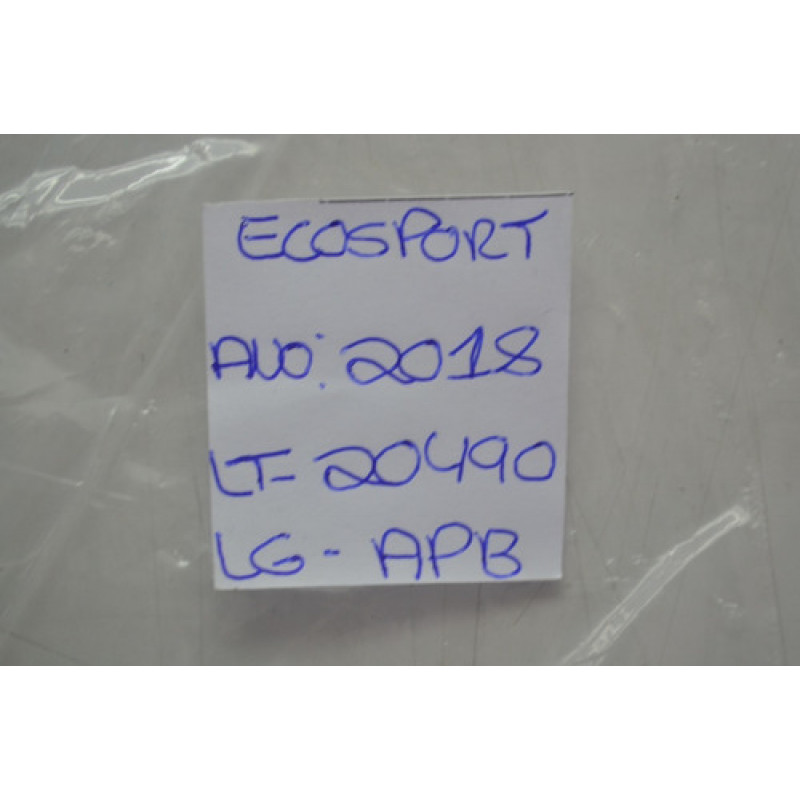 ECOSPORT
ANO: 2018
LT- 20490
LG - APB